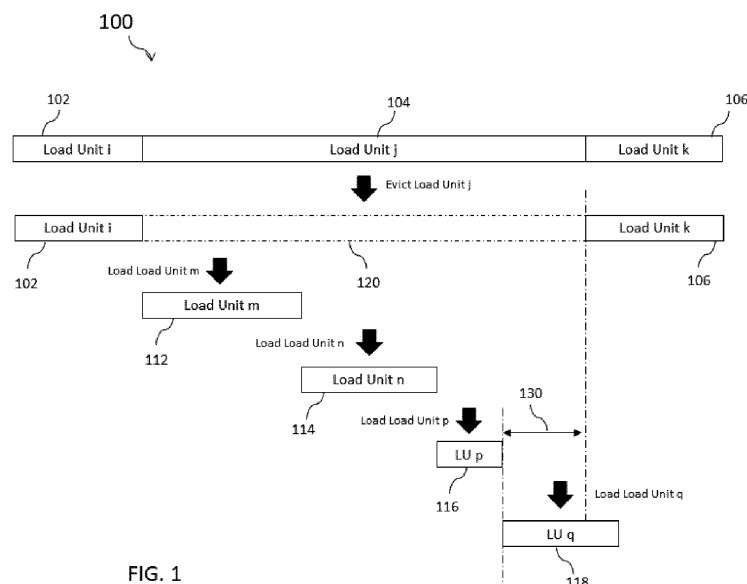 100
102
104
106
Load Unit i
Load Unit j
Load Unit k
Evict Load Unit j
Load Unit i
Load Unit k
102
Load Load Unit m
120
106
Load Unit m
112
Load Load Unit n
Load Unit n
114
130
Load Load Unit p
LU p
116
Load Load Unit q
LU q
118
FIG. 1